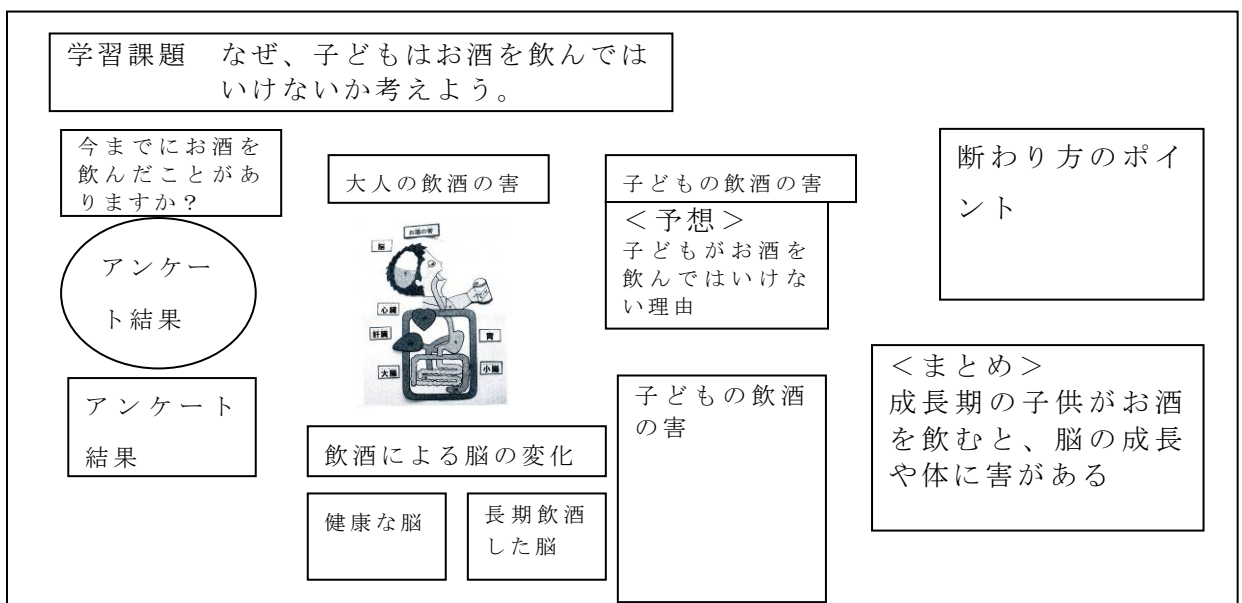 学習課題　なぜ、子どもはお酒を飲んでは
いけないか考えよう。
今までにお酒を
飲んだことがあ
りますか？
アンケー
ト結果
アンケート
結果
大人の飲酒の害
お酒の害
脳
心臓
肝臓
胃
大腸
小腸
飲酒による脳の変化
健康な脳
長期飲酒
した脳
子どもの飲酒の害
＜予想＞
子どもがお酒を
飲んではいけな
い理由
子どもの飲酒
の害
断わり方のポイ
ント
＜まとめ＞
成長期の子供がお酒
を飲むと、脳の成長
や体に害がある